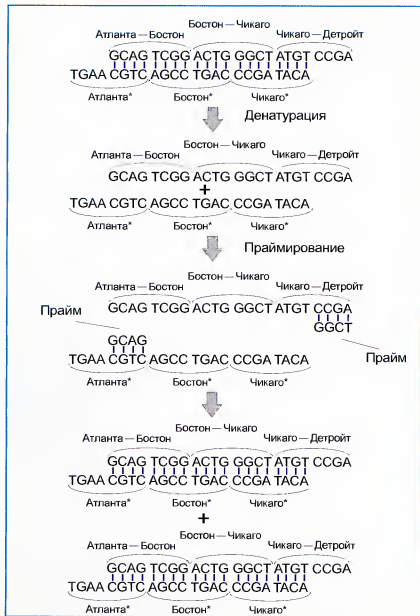 Бостон — Чикаго
Атланта — Бостон Чикаго — Детройт
GCAG TCGG ACTG GGCT ATGT CCGA
TGAA CGTC AGCC TGAC CCGA TACA
Атланта* Бостон* Чикаго*
Денатурация
Бостон — Чикаго
Атланта — Бостон Чикаго — Детройт
GCAG TCGG ACTG GGCT ATGT CCGA
+
TGAA CGTC AGCC TGAC CCGA TACA
Атланта* Бостон* Чикаго*
Праймирование
Бостон — Чикаго
Атланта — Бостон Чикаго — Детройт
GCAG TCGG ACTG GGCT ATGT CCGA
Прайм
GGCT
GCAG
Прайм
TGAA CGTC AGCC TGAC CCGA TACA
Атланта* Бостон* Чикаго*
Бостон — Чикаго
Атланта — Бостон Чикаго — Детройт
GCAG TCGG ACTG GGCT ATGT CCGA
TGAA CGTC AGCC TGAC CCGA TACA
Атланта* Бостон* Чикаго*
+
Бостон — Чикаго
Атланта — Бостон Чикаго — Детройт
GCAG TCGG ACTG GGCT ATGT CCGA
TGAA CGTC AGCC TGAC CCGA TACA
Атланта* Бостон* Чикаго*